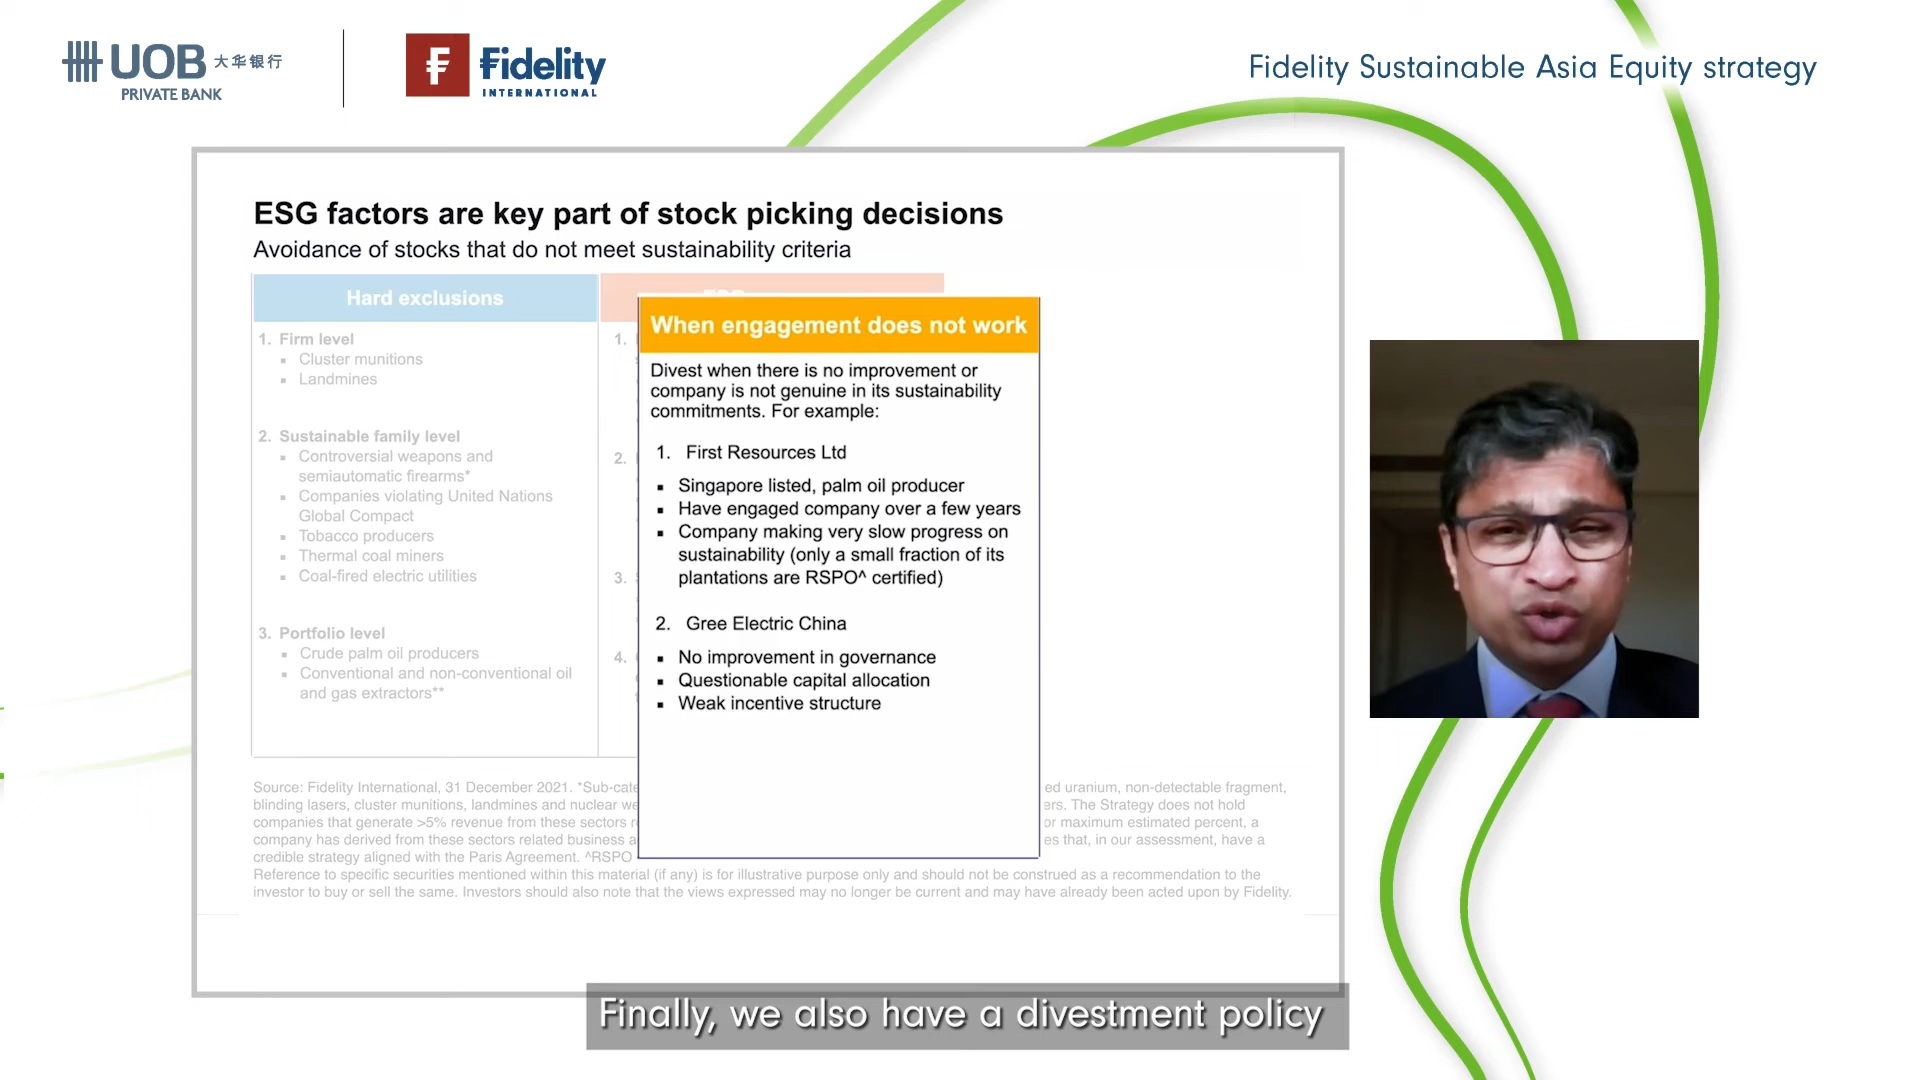 UOB 大华银行
PRIVATE BANK
Fidelity
INTERNATIONAL
Fidelity Sustainable Asia Equity strategy
ESG factors are key part of stock picking decisions
Avoidance of stocks that do not meet sustainability criteria
Hard exclusions
1. Firm level
▪ Cluster munitions
▪ Landmines
2. Sustainable family level
▪ Controversial weapons and
semiautomatic firearms*
▪ Companies violating United Nations
Global Compact
▪ Tobacco producers
▪ Thermal coal miners
▪ Coal-fired electric utilities
3. Portfolio level
▪ Crude palm oil producers
▪ Conventional and non-conventional oil
and gas extractors**
1.
2.
3.
4.
When engagement does not work
Divest when there is no improvement or
company is not genuine in its sustainability
commitments. For example:
1. First Resources Ltd
▪ Singapore listed, palm oil producer
▪ Have engaged company over a few years
▪ Company making very slow progress on
sustainability (only a small fraction of its
plantations are RSPO^ certified)
2. Gree Electric China
▪ No improvement in governance
▪ Questionable capital allocation
▪ Weak incentive structure
Source: Fidelity International, 31 December 2021. *Sub-cate ed uranium, non-detectable fragment,
blinding lasers, cluster munitions, landmines and nuclear we ers. The Strategy does not hold
companies that generate >5% revenue from these sectors r or maximum estimated percent, a
company has derived from these sectors related business a es that, in our assessment, have a
credible strategy aligned with the Paris Agreement. ^RSPO
Reference to specific securities mentioned within this material (if any) is for illustrative purpose only and should not be construed as a recommendation to the
investor to buy or sell the same. Investors should also note that the views expressed may no longer be current and may have already been acted upon by Fidelity.
Finally, we also have a divestment policy